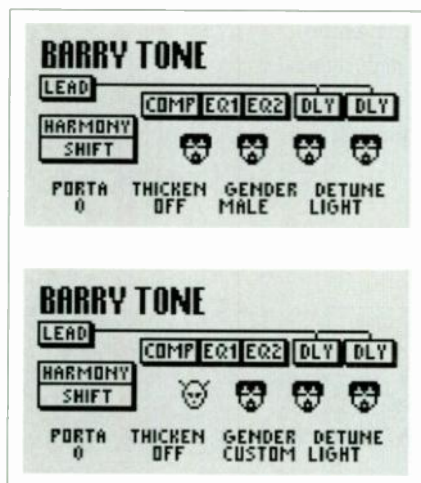 BARRY TONE
LEAD
COMP EQ1 EQ2 DLY DLY
HARMONY
SHIFT
PORTA THICKEN GENDER DETUNE
0 OFF MALE LIGHT
BARRY TONE
LEAD
COMP EQ1 EQ2 DLY DLY
HARMONY
SHIFT
PORTA THICKEN GENDER DETUNE
0 OFF CUSTOM LIGHT